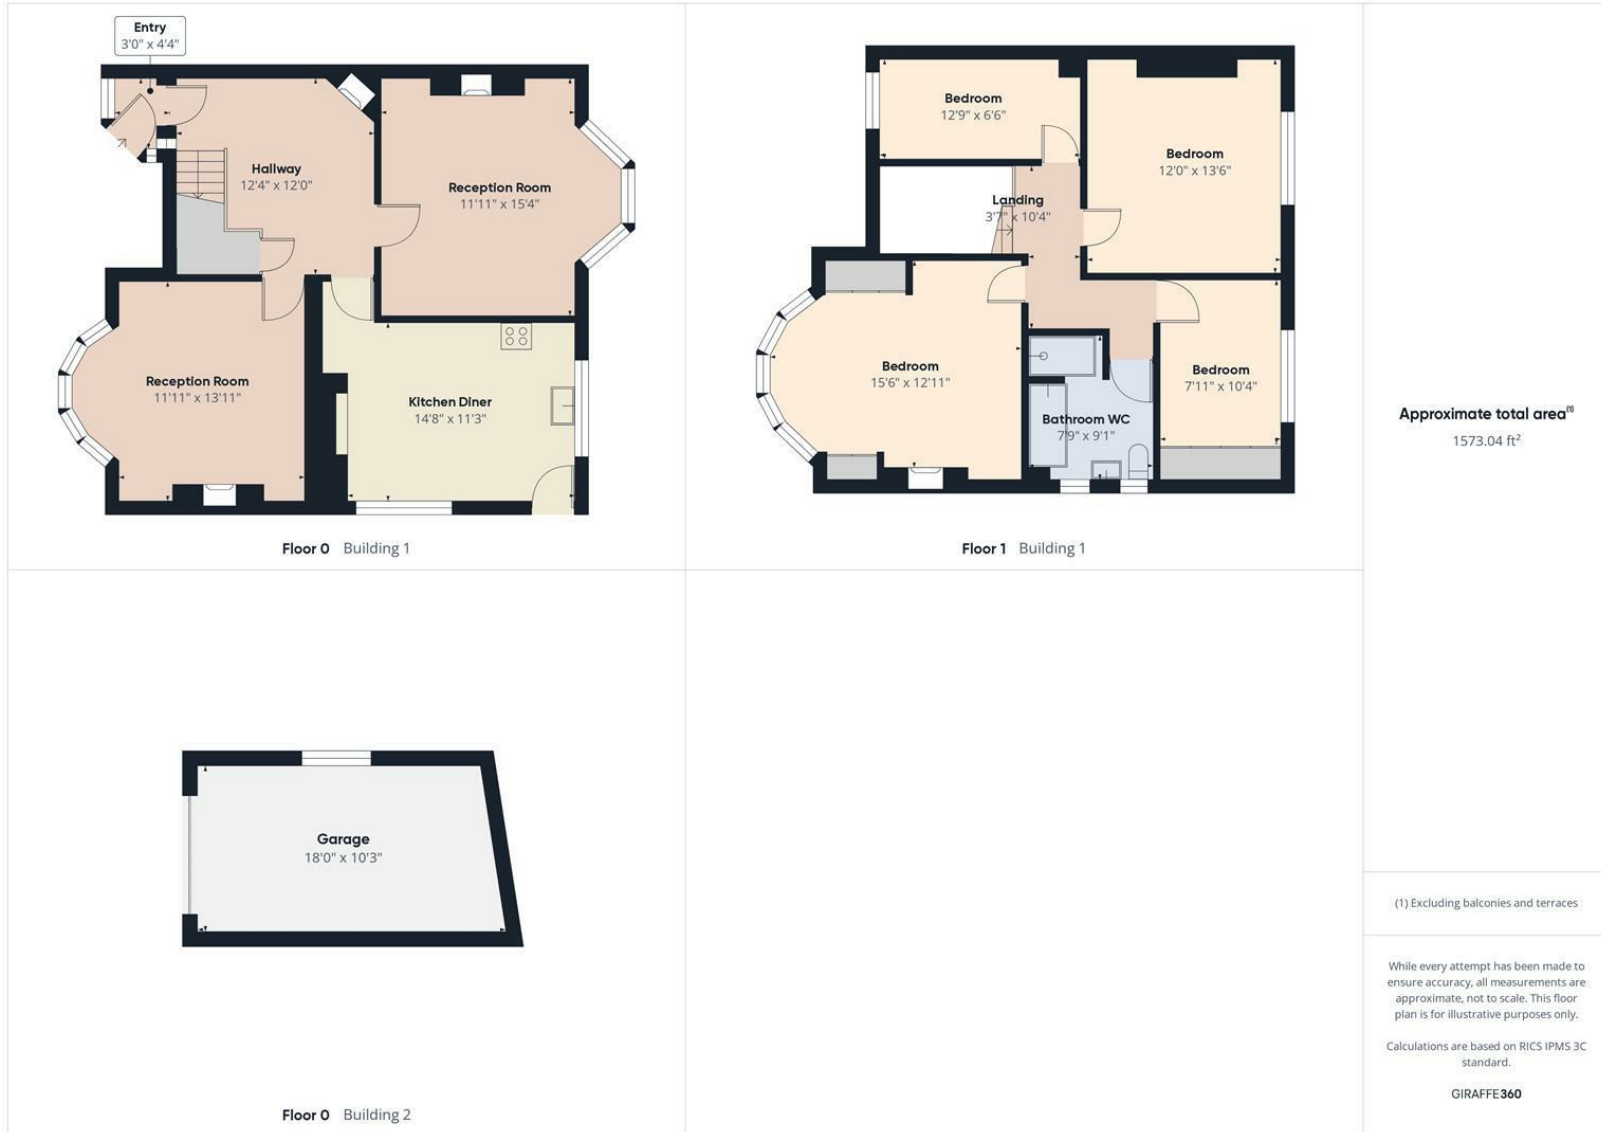 Entry
3'0" x 4'4"
Hallway
12'4" x 12'0"
Reception Room
11'11" x 15'4"
Reception Room
11'11" x 13'11"
Kitchen Diner
14'8" x 11'3"
Floor 0 Building 1
Bedroom
12'9" x 6'6"
Bedroom
12'0" x 13'6"
Landing
3'7" x 10'4"
Bedroom
15'6" x 12'11"
Bedroom
7'11" x 10'4"
Bathroom WC
7'9" x 9'1"
Floor 1 Building 1
Garage
18'0" x 10'3"
Floor 0 Building 2
Approximate total area(1)
1573.04 ft²
(1) Excluding balconies and terraces
While every attempt has been made to
ensure accuracy, all measurements are
approximate, not to scale. This floor
plan is for illustrative purposes only.
Calculations are based on RICS IPMS 3C
standard.
GIRAFFE360